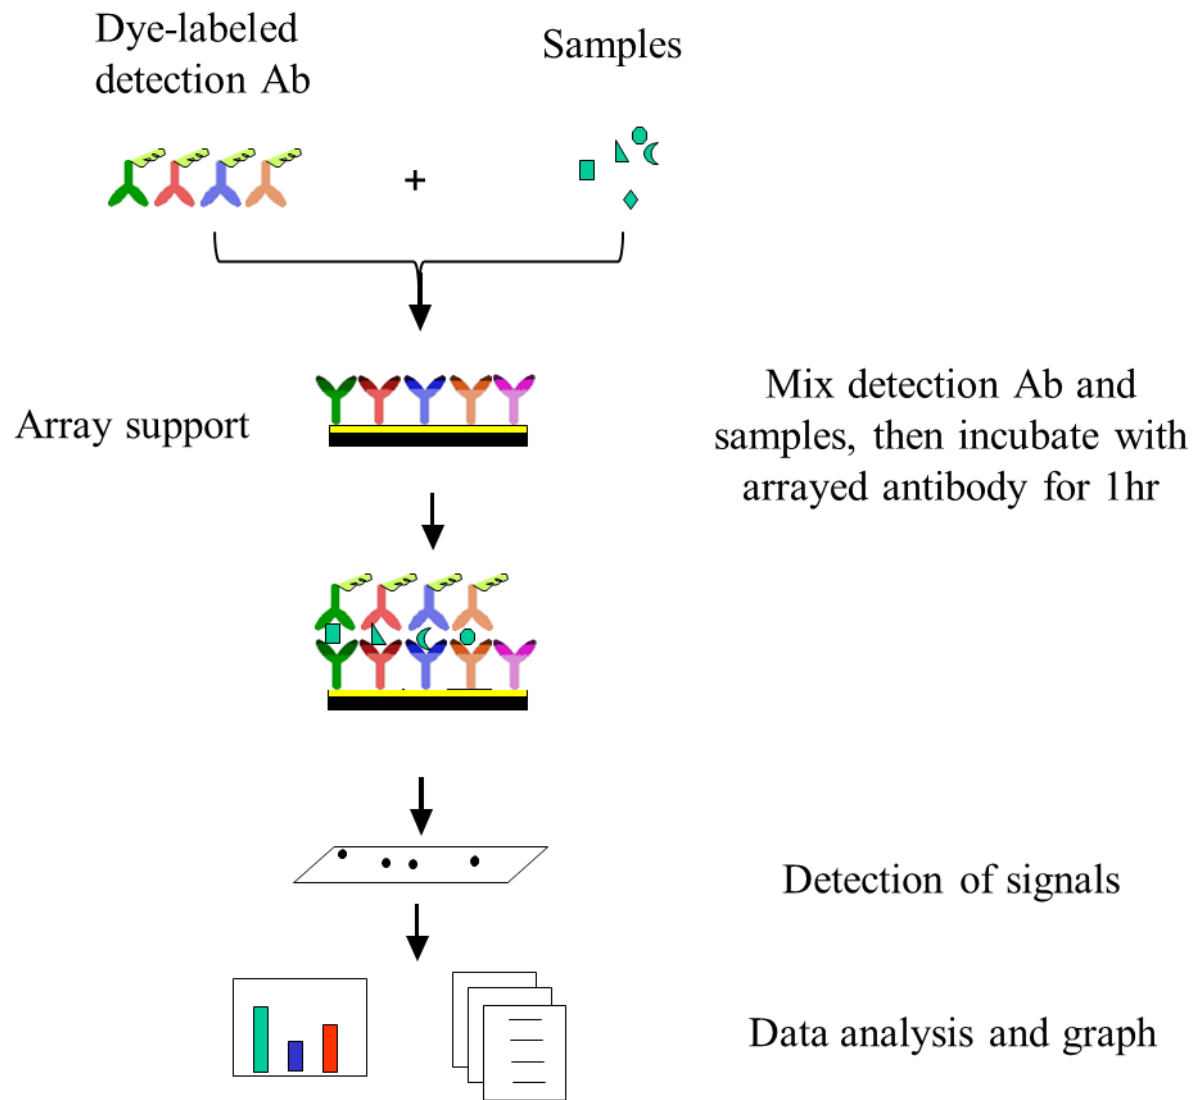 Dye-labeled
detection Ab
Samples
+
Array support
Mix detection Ab and
samples, then incubate with
arrayed antibody for 1hr
Detection of signals
Data analysis and graph